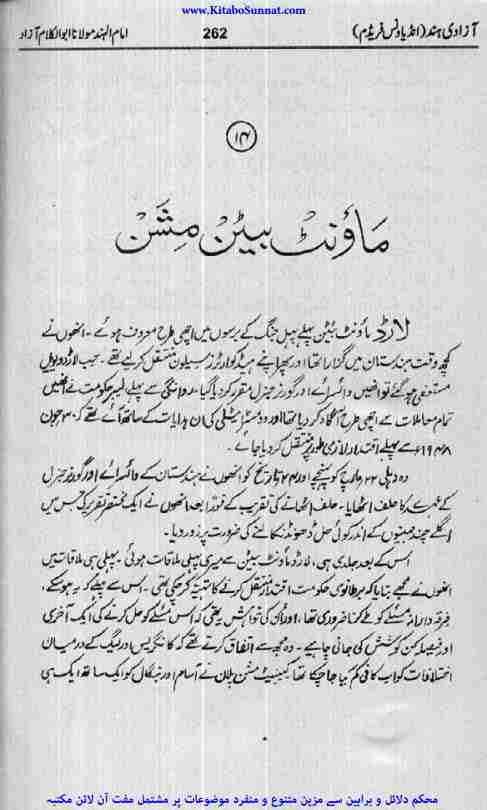 www.KitaboSunnat.com
آزادی ہند (انڈیا ونس فریڈم)
262
امام الہند مولانا ابوالکلام آزاد
۱۴
ماؤنٹ بیٹن مشن
لارڈ ماؤنٹ بیٹن پہلے پہل جنگ کے برسوں میں اچھی طرح معروف ہوئے۔ انھوں نے
کچھ وقت ہندستان میں گزارا تھا اور پھر اپنے ہیڈ کوارٹرز سیلون منتقل کر لیے تھے۔ جب لارڈ ویول
مستعفی ہو گئے تو انھیں وائسرائے اور گورنر جنرل مقرر کر دیا گیا۔ روانگی سے پہلے لیبر حکومت نے انھیں
تمام معاملات سے اچھی طرح آگاہ کر دیا تھا اور وہ مسٹر ایٹلی کی ان ہدایات کے ساتھ آئے تھے کہ ۳۰ جون
۱۹۴۸ء سے پہلے اقتدار لازمی طور پر منتقل کر دیا جائے۔
وہ دہلی ۲۲ مارچ کو پہنچے اور ۲۴ تاریخ کو انھوں نے ہندستان کے وائسرائے اور گورنر جنرل
کے عہدے کا حلف اٹھایا۔ حلف اٹھانے کی تقریب کے فوراً بعد انھوں نے ایک مختصر تقریر کی جس میں
اگلے چند مہینوں کے اندر کوئی حل ڈھونڈ نکالنے کی ضرورت پر زور دیا۔
اس کے بعد جلدی ہی، لارڈ ماؤنٹ بیٹن سے میری پہلی ملاقات ہوئی۔ پہلی ہی ملاقات میں
انھوں نے مجھے بتایا کہ برطانوی حکومت اقتدار منتقل کرنے کا تہیہ کر چکی تھی۔ اس سے پہلے کہ یہ ہو سکے،
فرقہ وارانہ مسئلے کو طے کرنا ضروری تھا، اور ان کی خواہش یہ تھی کہ اس مسئلے کو حل کرنے کی ایک آخری
اور فیصلہ کن کوشش کی جانی چاہیے۔ وہ مجھ سے اتفاق کرتے تھے کہ کانگریس اور لیگ کے درمیان
اختلافات کو اب کافی کم کیا جا چکا تھا۔ کیبنیٹ مشن پلان نے آسام اور بنگال کو ایک ساتھ ایک ہی
محکم دلائل و براہین سے مزین متنوع و منفرد موضوعات پر مشتمل مفت آن لائن مکتبہ